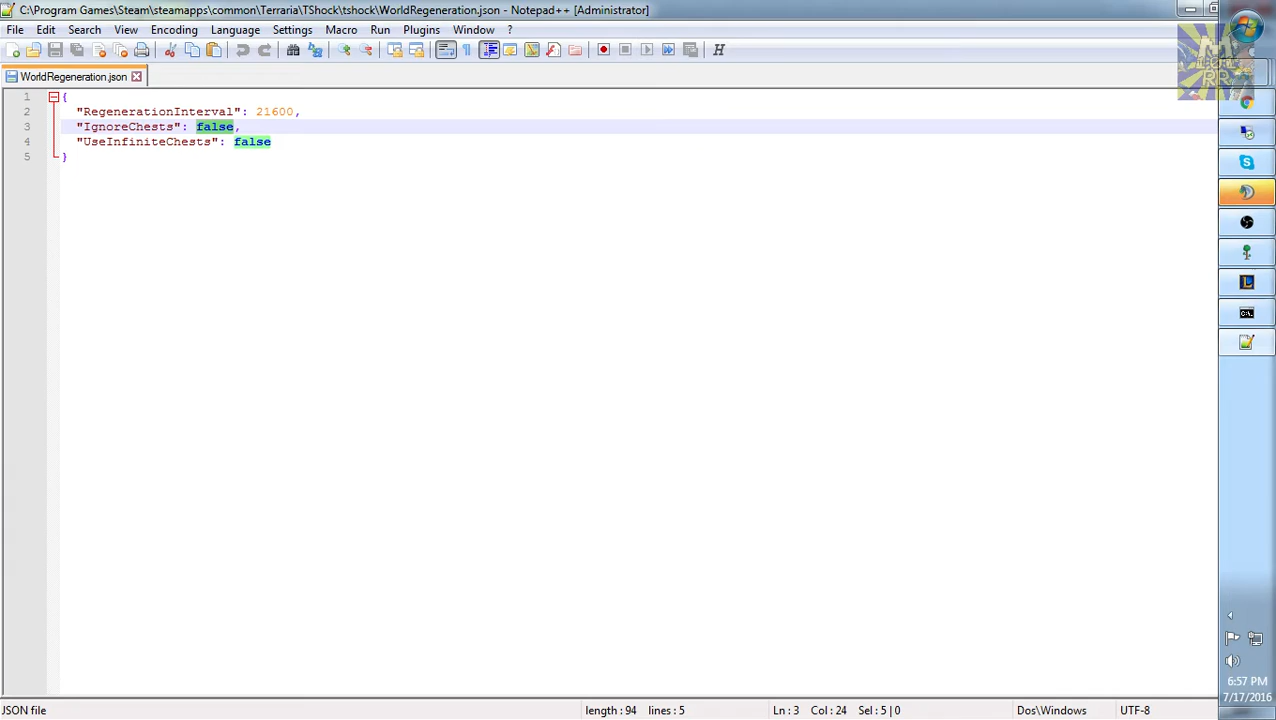 C:\Program Games\Steam\steamapps\common\Terraria\TShock\tshock\WorldRegeneration.json - Notepad++ [Administrator]
File Edit Search View Encoding Language Settings Macro Run Plugins Window ?
WorldRegeneration.json
1 {
2 "RegenerationInterval": 21600,
3 "IgnoreChests": false,
4 "UseInfiniteChests": false
5 }
JSON file length : 94 lines : 5 Ln : 3 Col : 24 Sel : 5 | 0 Dos\Windows UTF-8
6:57 PM
7/17/2016